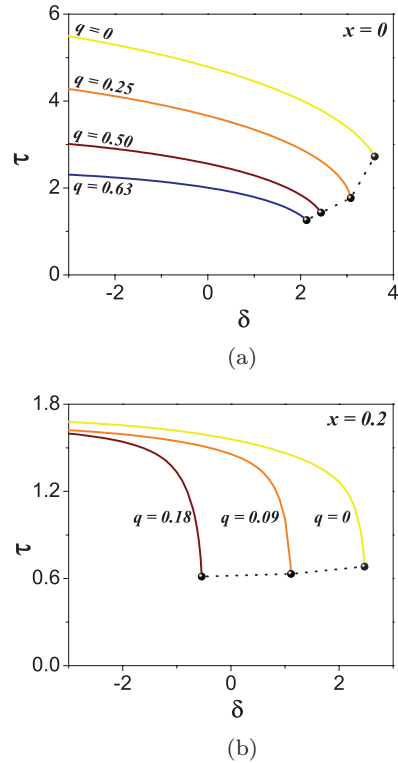 x = 0
q = 0
q = 0.25
q = 0.50
q = 0.63
6
4
2
0
τ
-2 0 2 4
δ
(a)
x = 0.2
q = 0.18 q = 0.09 q = 0
1.8
1.2
0.6
0.0
τ
-2 0 2
δ
(b)